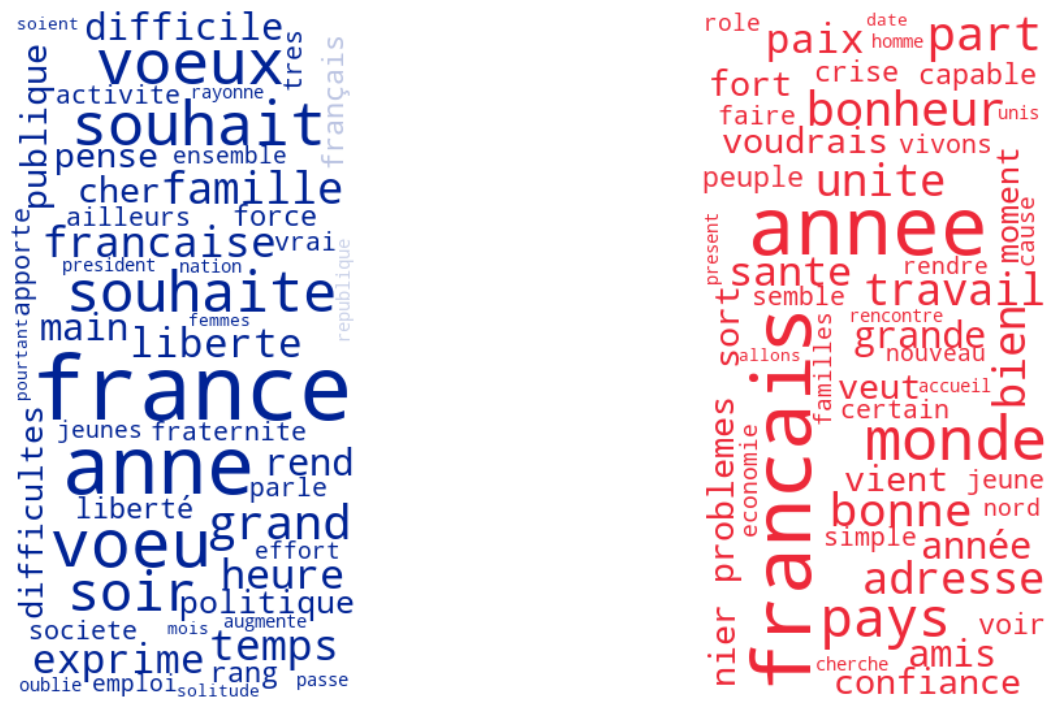 soient
difficile
voeux
tres
français
publique
activite
rayonne
souhait
pense
ensemble
cher
famille
ailleurs
force
apporte
francaise
vrai
president
nation
republique
souhaite
main
femmes
liberte
pourtant
france
jeunes
fraternite
difficultes
anne
rend
parle
liberté
grand
voeu
effort
heure
soir
politique
societe
mois
augmente
temps
exprime
rang
oublie
emploi
solitude
passe
role
paix
date
homme
part
fort
crise
capable
faire
bonheur
unis
voudrais
vivons
peuple
unite
moment
cause
annee
present
sante
rendre
semble
travail
sort
rencontre
familles
grande
bien
allons
nouveau
francais
veut
accueil
certain
problemes
economie
monde
vient
jeune
bonne
nord
simple
année
adresse
nier
pays
voir
amis
cherche
confiance